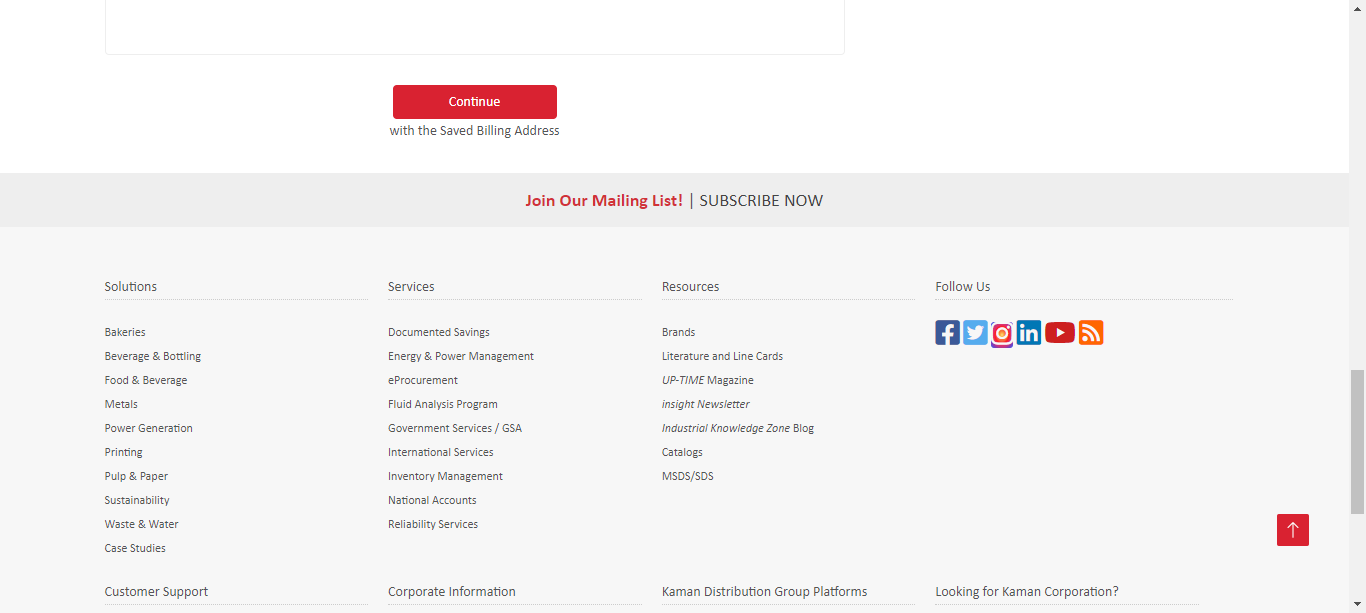 Continue
with the Saved Billing Address
Join Our Mailing List! | SUBSCRIBE NOW
Solutions
Bakeries
Beverage & Bottling
Food & Beverage
Metals
Power Generation
Printing
Pulp & Paper
Sustainability
Waste & Water
Case Studies
Services
Documented Savings
Energy & Power Management
eProcurement
Fluid Analysis Program
Government Services / GSA
International Services
Inventory Management
National Accounts
Reliability Services
Resources
Brands
Literature and Line Cards
UP-TIME Magazine
insight Newsletter
Industrial Knowledge Zone Blog
Catalogs
MSDS/SDS
Follow Us
Customer Support
Corporate Information
Kaman Distribution Group Platforms
Looking for Kaman Corporation?